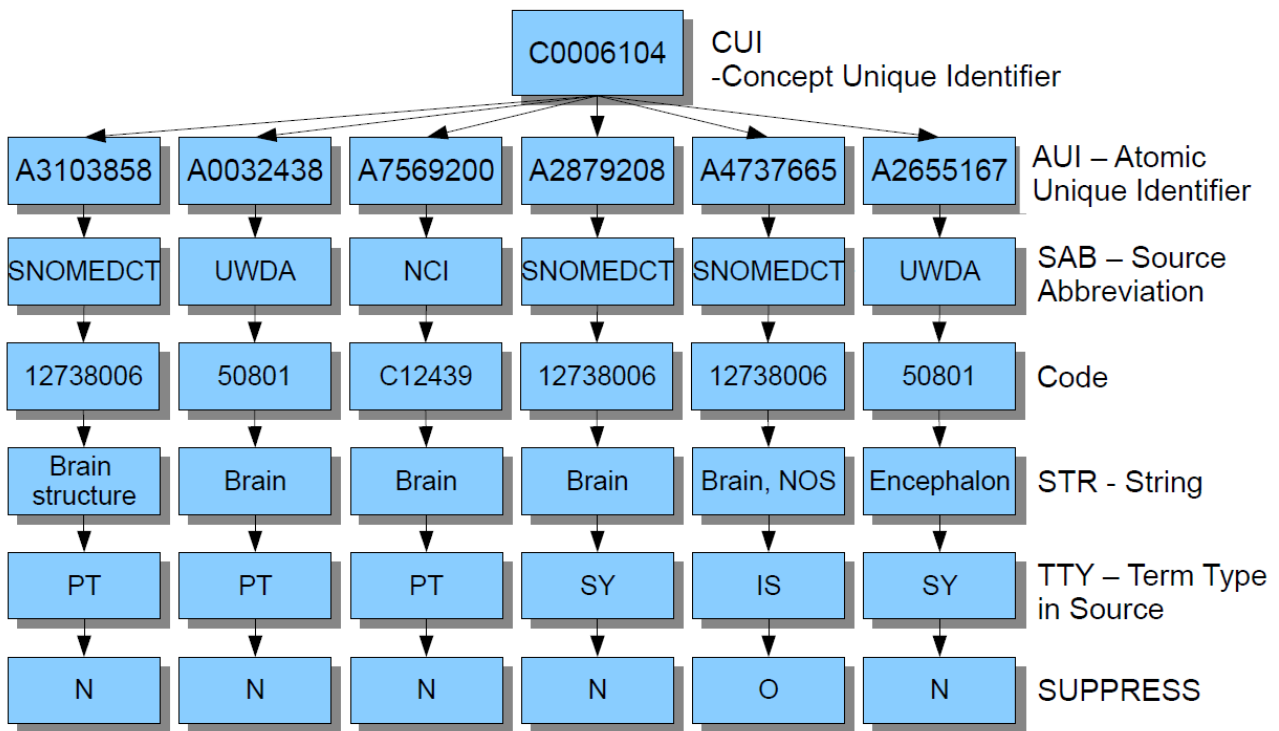 C0006104
CUI
-Concept Unique Identifier
A3103858 A0032438 A7569200 A2879208 A4737665 A2655167
AUI – Atomic
Unique Identifier
SNOMEDCT UWDA NCI SNOMEDCT SNOMEDCT UWDA
SAB – Source
Abbreviation
12738006 50801 C12439 12738006 12738006 50801 Code
Brain
structure
Brain Brain Brain Brain, NOS Encephalon STR - String
PT PT PT SY IS SY
TTY – Term Type
in Source
N N N N O N SUPPRESS